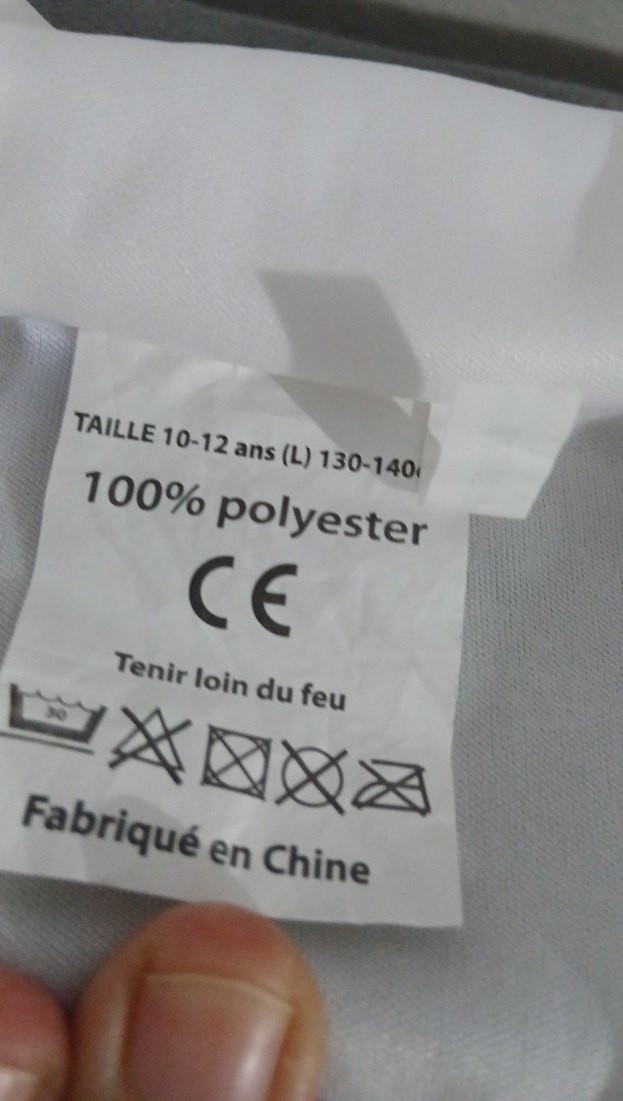 TAILLE 10-12 ans (L) 130-140
100% polyester
CE
Tenir loin du feu
30
Fabriqué en Chine